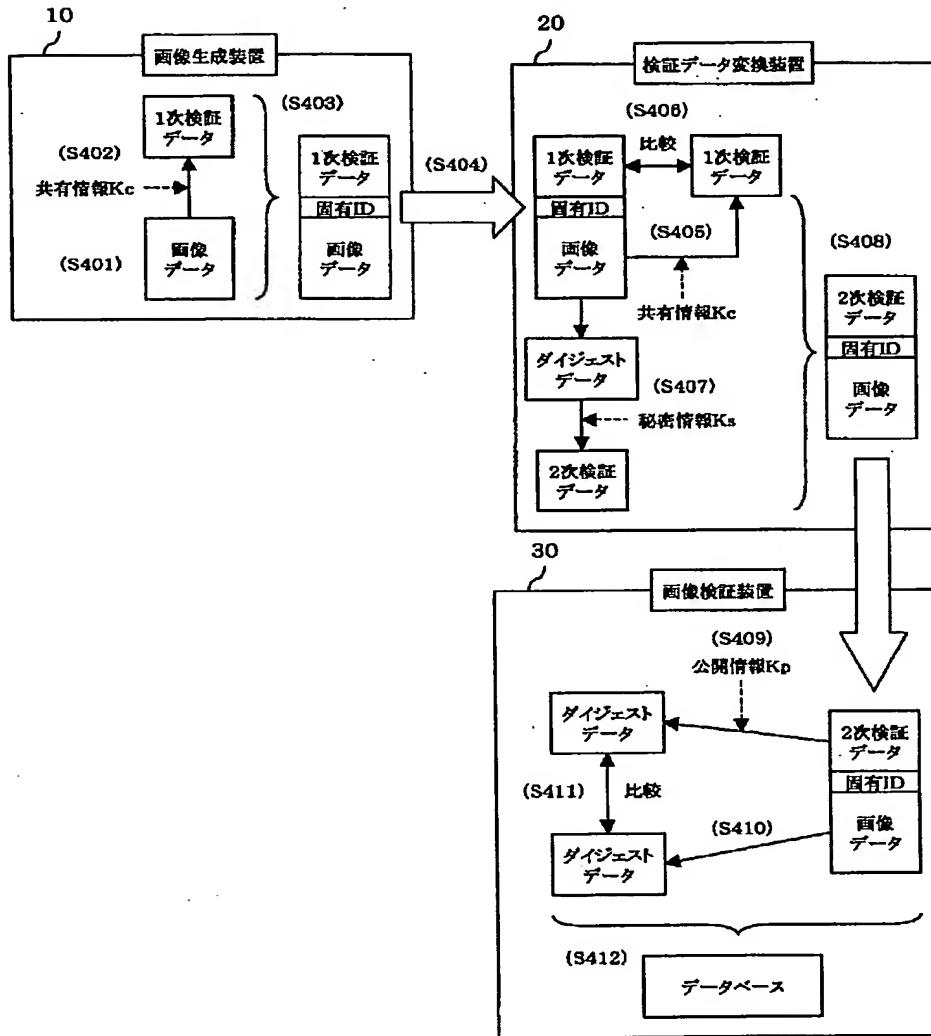 10
画像生成装置
1次検証
データ
(S402)
共有情報Kc
(S401)
画像
データ
(S403)
1次検証
データ
固有ID
画像
データ
(S404)
20
検証データ変換装置
(S406)
1次検証
データ
比較
1次検証
データ
固有ID
画像
データ
(S405)
共有情報Kc
ダイジェスト
データ
(S407)
秘密情報Ks
2次検証
データ
(S408)
2次検証
データ
固有ID
画像
データ
30
画像検証装置
(S409)
公開情報Kp
ダイジェスト
データ
2次検証
データ
固有ID
画像
データ
(S411)
比較
(S410)
ダイジェスト
データ
(S412)
データベース